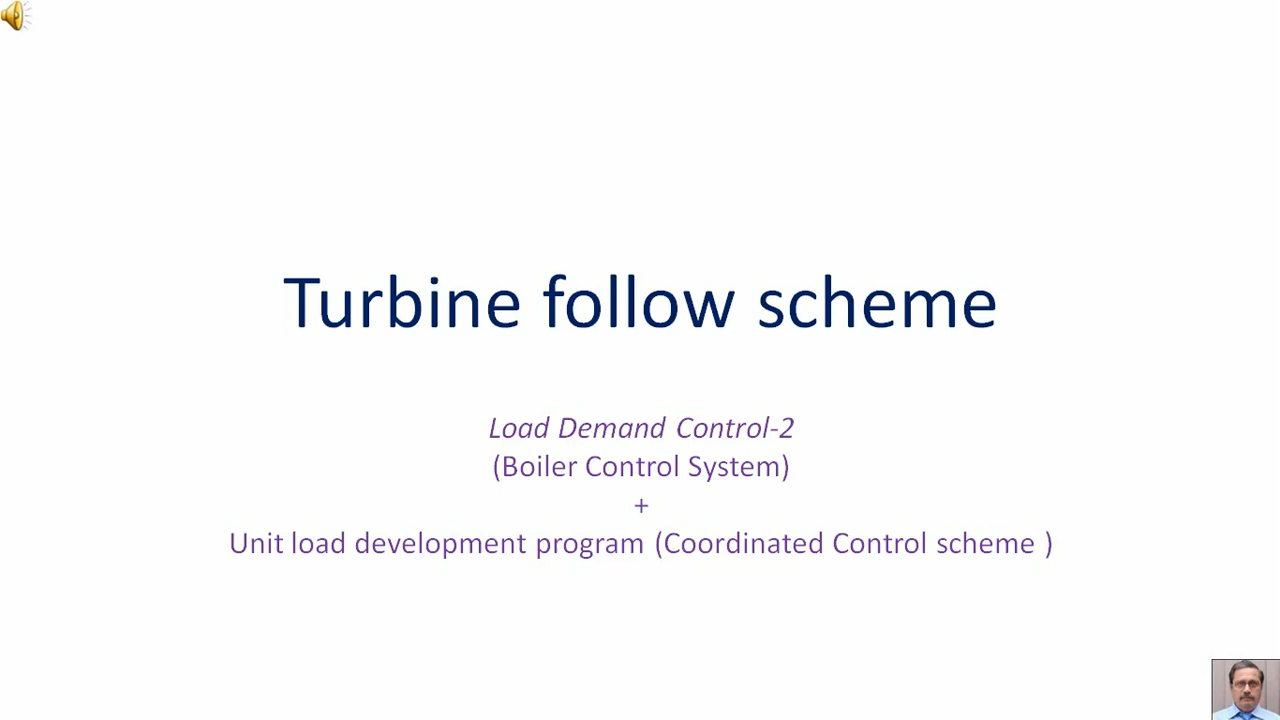 Turbine follow scheme
Load Demand Control-2
(Boiler Control System)
+
Unit load development program (Coordinated Control scheme )